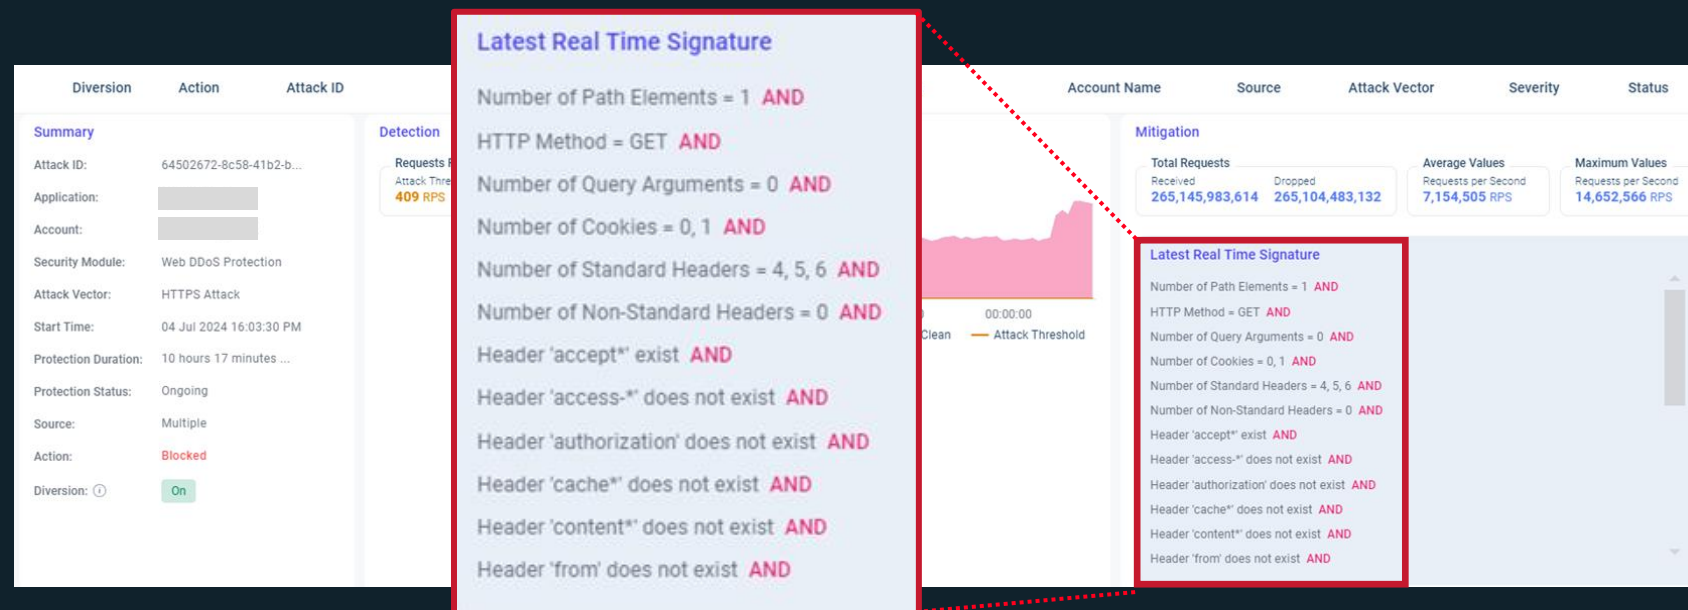 Diversion Action Attack ID Account Name Source Attack Vector Severity Status
Summary
Attack ID: 64502672-8c58-41b2-b...
Application:
Account:
Security Module: Web DDoS Protection
Attack Vector: HTTPS Attack
Start Time: 04 Jul 2024 16:03:30 PM
Protection Duration: 10 hours 17 minutes ...
Protection Status: Ongoing
Source: Multiple
Action: Blocked
Diversion: On
Detection
Requests
Attack Thre
409 RPS
Latest Real Time Signature
Number of Path Elements = 1 AND
HTTP Method = GET AND
Number of Query Arguments = 0 AND
Number of Cookies = 0, 1 AND
Number of Standard Headers = 4, 5, 6 AND
Number of Non-Standard Headers = 0 AND
Header 'accept*' exist AND
Header 'access-*' does not exist AND
Header 'authorization' does not exist AND
Header 'cache*' does not exist AND
Header 'content*' does not exist AND
Header 'from' does not exist AND
00:00:00
Clean Attack Threshold
Mitigation
Total Requests
Received Dropped
265,145,983,614 265,104,483,132
Average Values
Requests per Second
7,154,505 RPS
Maximum Values
Requests per Second
14,652,566 RPS
Latest Real Time Signature
Number of Path Elements = 1 AND
HTTP Method = GET AND
Number of Query Arguments = 0 AND
Number of Cookies = 0, 1 AND
Number of Standard Headers = 4, 5, 6 AND
Number of Non-Standard Headers = 0 AND
Header 'accept*' exist AND
Header 'access-*' does not exist AND
Header 'authorization' does not exist AND
Header 'cache*' does not exist AND
Header 'content*' does not exist AND
Header 'from' does not exist AND